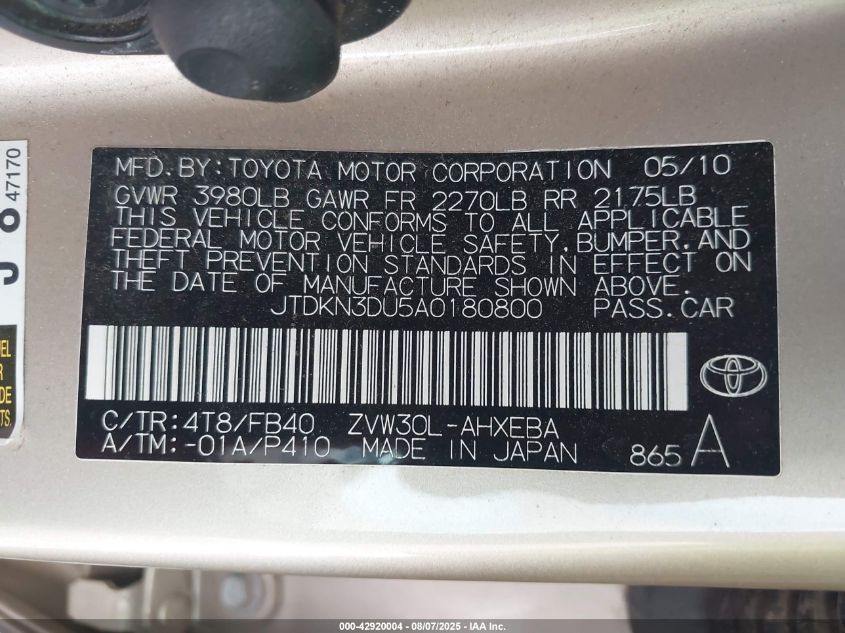 MFD.BY:TOYOTA MOTOR CORPORATION 05/10
GVWR 3980LB GAWR FR 2270LB RR 2175LB
THIS VEHICLE CONFORMS TO ALL APPLICABLE
FEDERAL MOTOR VEHICLE SAFETY,BUMPER,AND
THEFT PREVENTION STANDARDS IN EFFECT ON
THE DATE OF MANUFACTURE SHOWN ABOVE.
JTDKN3DU5A0180800 PASS.CAR
C/TR:4T8/FB40 ZVW30L-AHXEBA
A/TM:-01A/P410 MADE IN JAPAN 865 A
47170
TS.
000-42920004 - 08/07/2025 - IAA Inc.